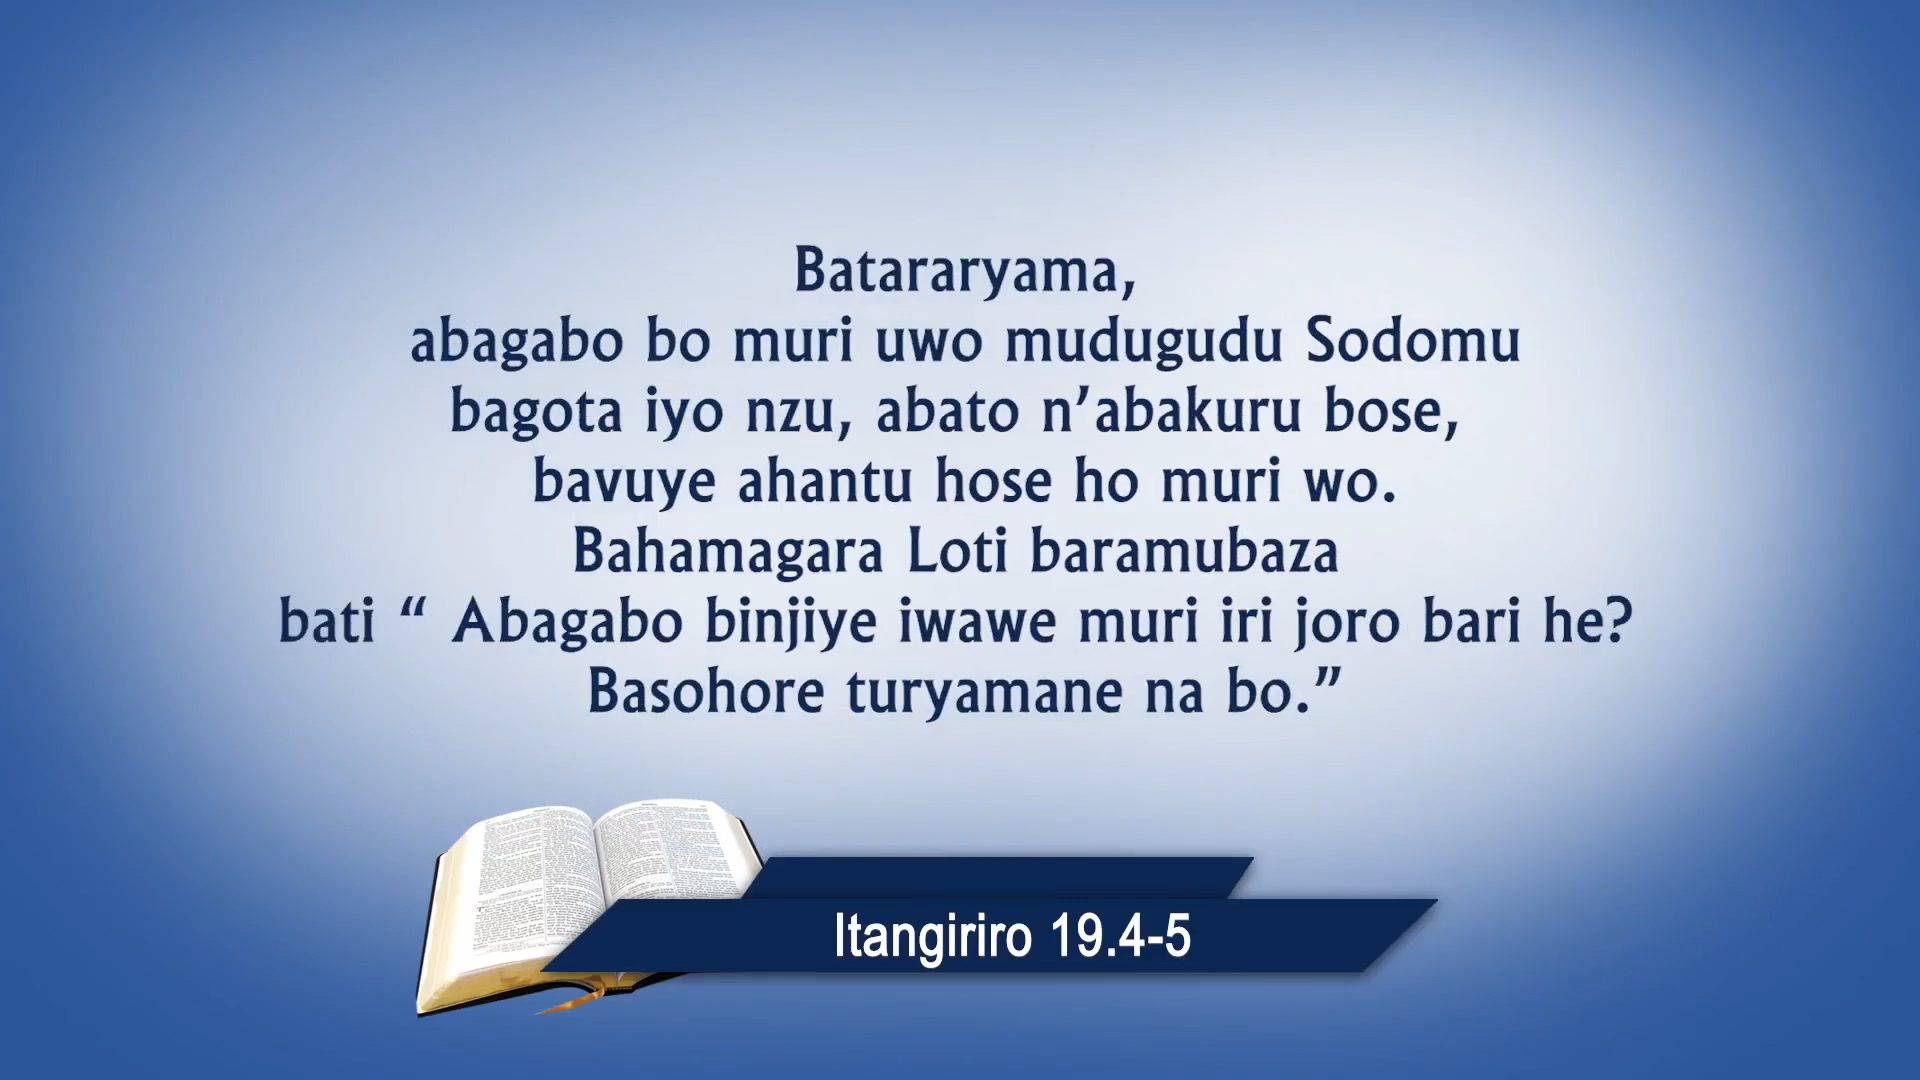 Batararyama,
abagabo bo muri uwo mudugudu Sodomu
bagota iyo nzu, abato n’abakuru bose,
bavuye ahantu hose ho muri wo.
Bahamagara Loti baramubaza
bati “ Abagabo binjiye iwawe muri iri joro bari he?
Basohore turyamane na bo.”
Itangiriro 19.4-5